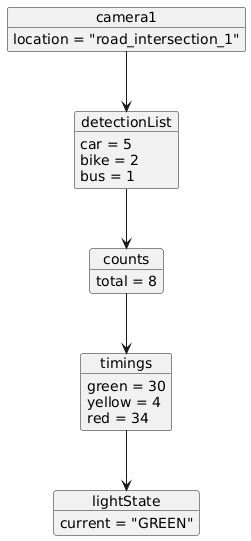 camera1
location = "road_intersection_1"
detectionList
car = 5
bike = 2
bus = 1
counts
total = 8
timings
green = 30
yellow = 4
red = 34
lightState
current = "GREEN"